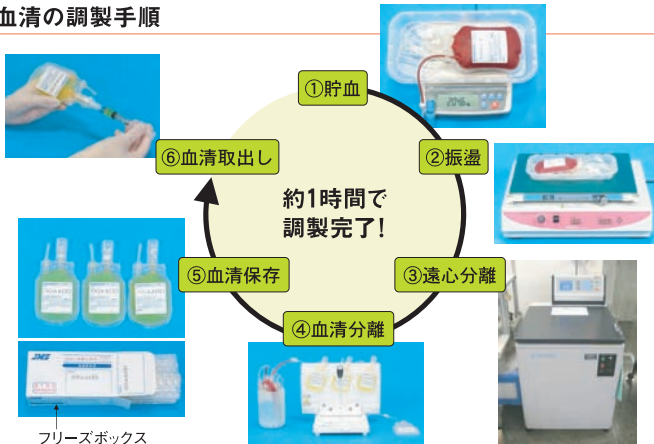 血清の調製手順
①貯血
②振盪
③遠心分離
④血清分離
⑤血清保存
⑥血清取出し
約1時間で
調製完了!
JMS
フリーズボックス